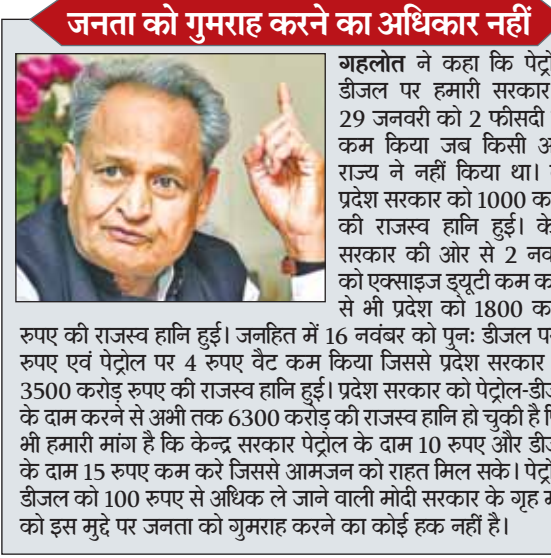 जनता को गुमराह करने का अधिकार नहीं
गहलोत ने कहा कि
डीजल पर हमारी सरकार
29 जनवरी को 2 फीसदी
कम किया जब किसी
राज्य ने नहीं किया था।
प्रदेश सरकार को 1000
की राजस्व हानि हुई।
सरकार की ओर से 2
को एक्साइज ड्यूटी कम
से भी प्रदेश को 1800
रुपए की राजस्व हानि हुई। जनहित में 16 नवंबर को पुनः डीजल
रुपए एवं पेट्रोल पर 4 रुपए वैट कम किया जिससे प्रदेश सरकार
3500 करोड़ रुपए की राजस्व हानि हुई। प्रदेश सरकार को
के दाम करने से अभी तक 6300 करोड़ की राजस्व हानि हो चुकी है
भी हमारी मांग है कि केन्द्र सरकार पेट्रोल के दाम 10 रुपए और
के दाम 15 रुपए कम करे जिससे आमजन को राहत मिल सके।
डीजल को 100 रुपए से अधिक ले जाने वाली मोदी सरकार के गृह
को इस मुद्दे पर जनता को गुमराह करने का कोई हक नहीं है।